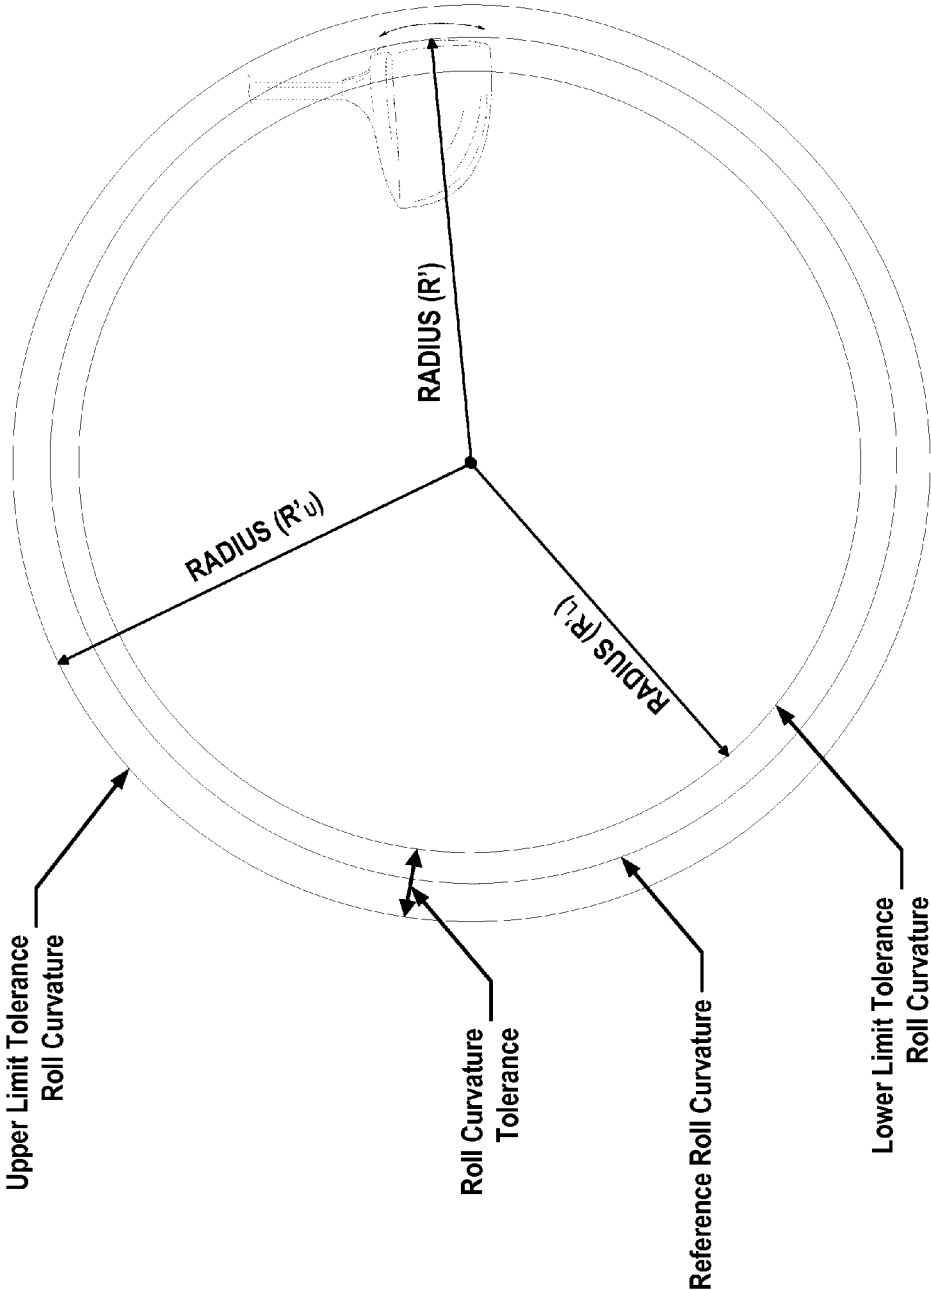 RADIUS (R')
RADIUS (R'U)
RADIUS (R'L)
Upper Limit Tolerance
Roll Curvature
Roll Curvature
Tolerance
Reference Roll Curvature
Lower Limit Tolerance
Roll Curvature